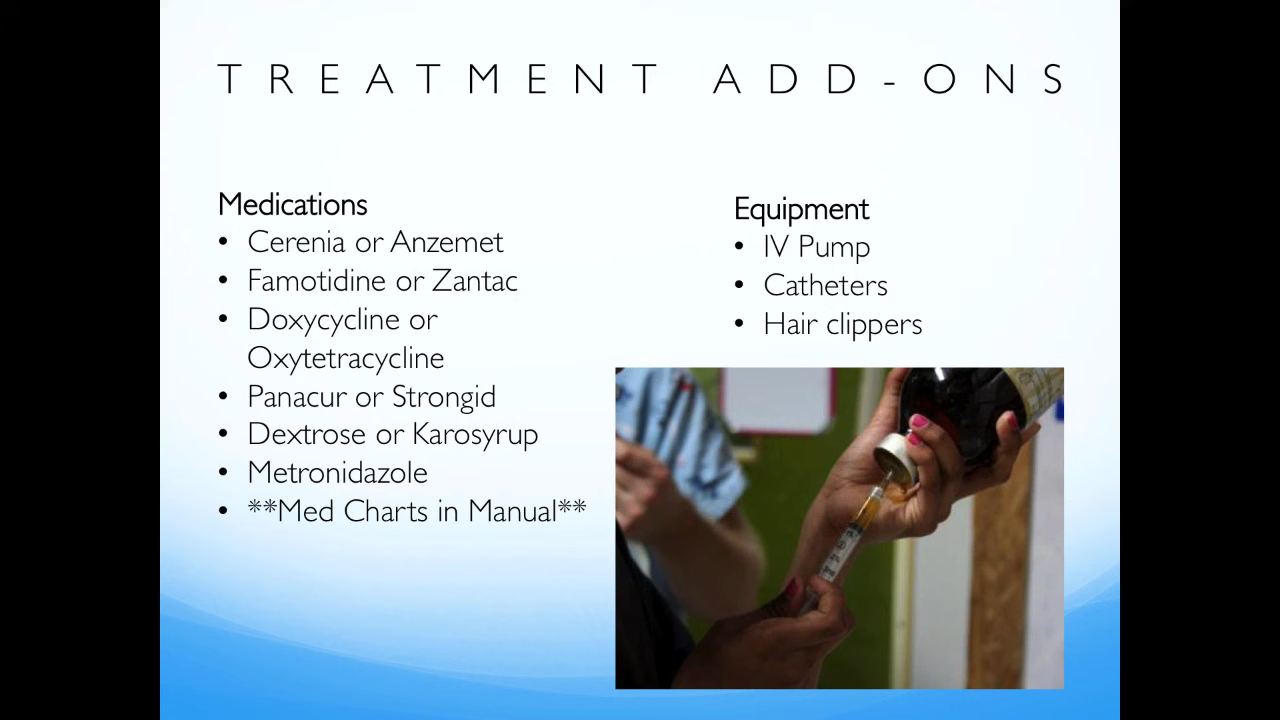 TREATMENT ADD-ONS
Medications
• Cerenia or Anzemet
• Famotidine or Zantac
• Doxycycline or
Oxytetracycline
• Panacur or Strongid
• Dextrose or Karosyrup
• Metronidazole
• **Med Charts in Manual**
Equipment
• IV Pump
• Catheters
• Hair clippers